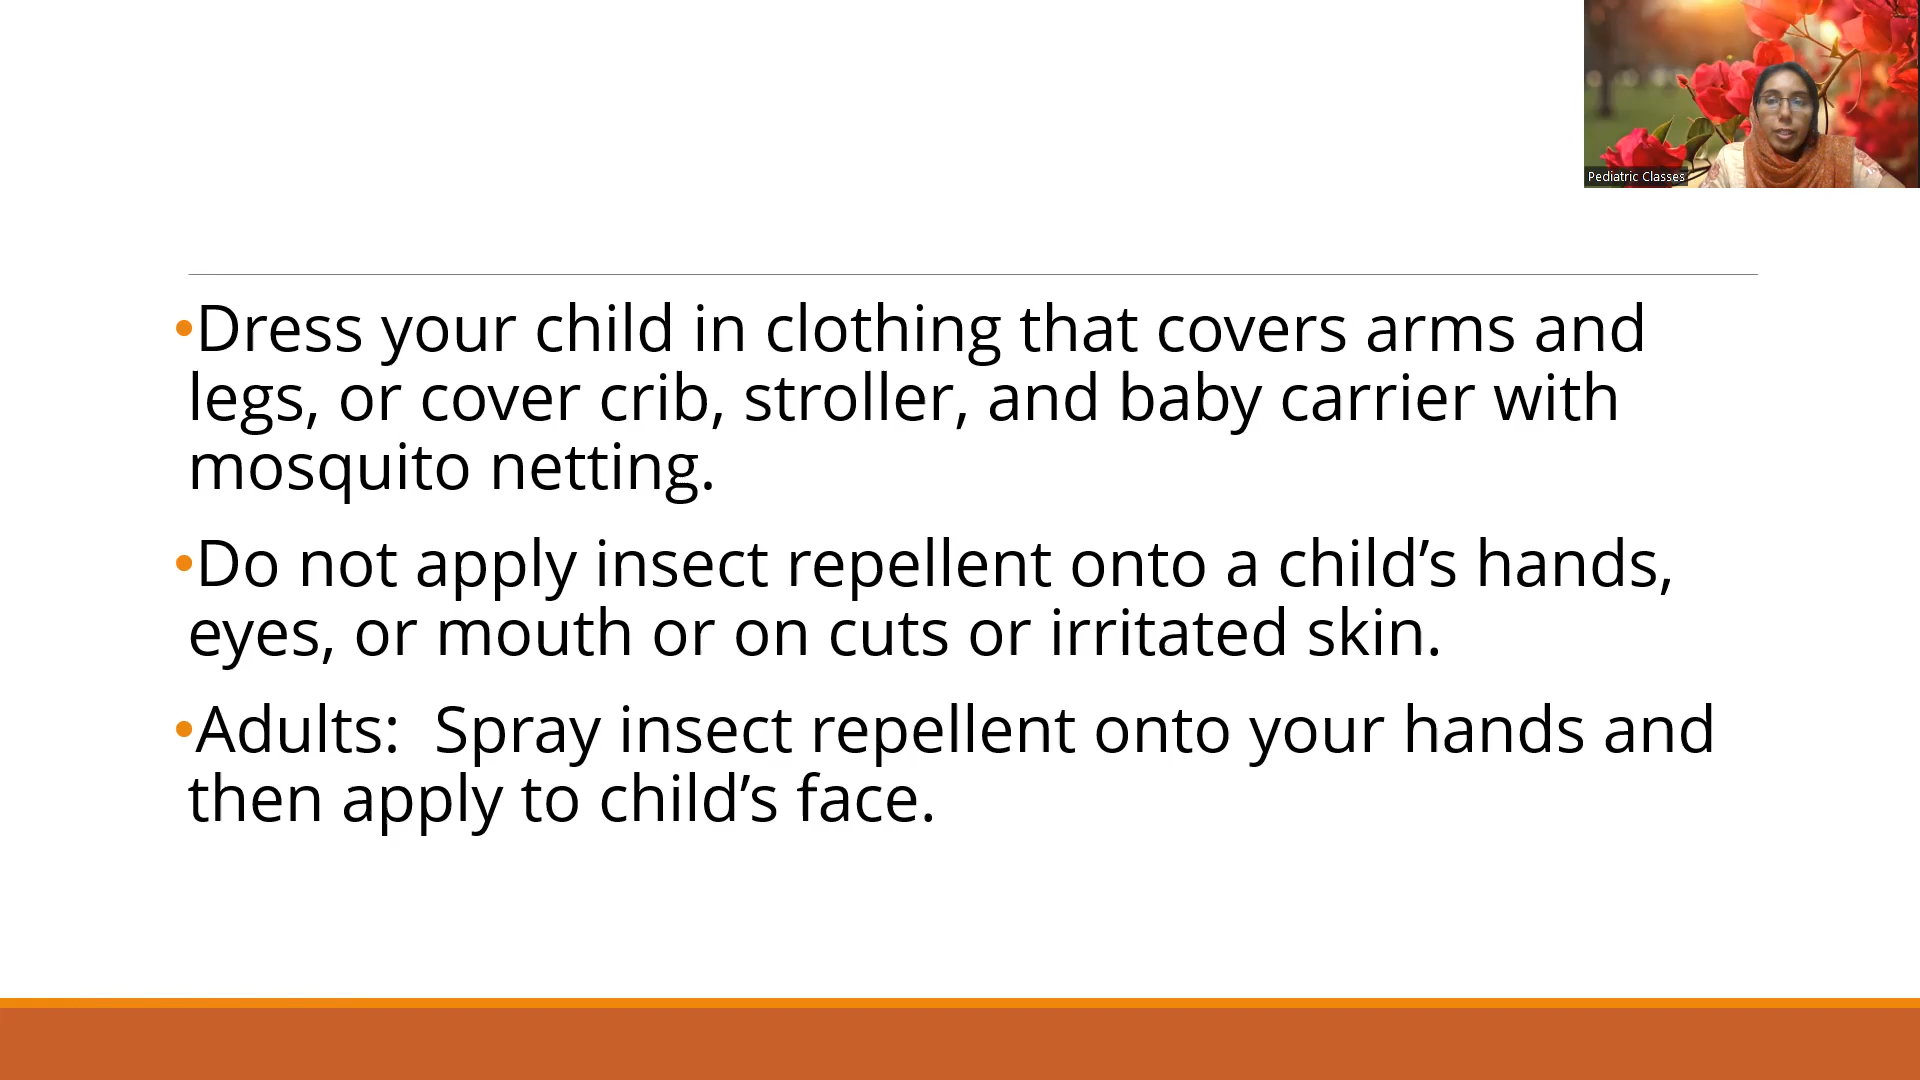 Pediatric Classes
•Dress your child in clothing that covers arms and
legs, or cover crib, stroller, and baby carrier with
mosquito netting.
•Do not apply insect repellent onto a child’s hands,
eyes, or mouth or on cuts or irritated skin.
•Adults:  Spray insect repellent onto your hands and
then apply to child’s face.